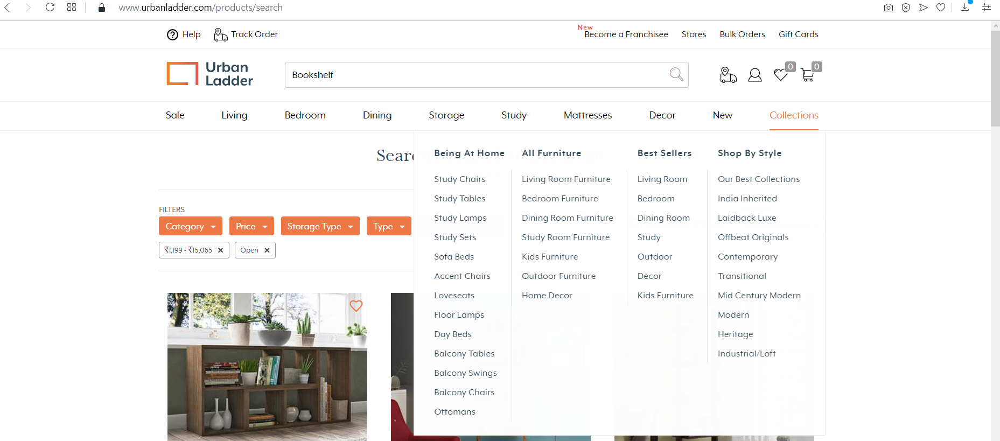 www.urbanladder.com/products/search
Help Track Order New Become a Franchisee Stores Bulk Orders Gift Cards
Urban
Ladder
Bookshelf
0 0
Sale Living Bedroom Dining Storage Study Mattresses Decor New Collections
Being At Home
Study Chairs
Study Tables
Study Lamps
Study Sets
Sofa Beds
Accent Chairs
Loveseats
Floor Lamps
Day Beds
Balcony Tables
Balcony Swings
Balcony Chairs
Ottomans
All Furniture
Living Room Furniture
Bedroom Furniture
Dining Room Furniture
Study Room Furniture
Kids Furniture
Outdoor Furniture
Home Decor
Best Sellers
Living Room
Bedroom
Dining Room
Study
Outdoor
Decor
Kids Furniture
Shop By Style
Our Best Collections
India Inherited
Laidback Luxe
Offbeat Originals
Contemporary
Transitional
Mid Century Modern
Modern
Heritage
Industrial/Loft
FILTERS
Category Price Storage Type Type
₹1,199 - ₹15,065 Open